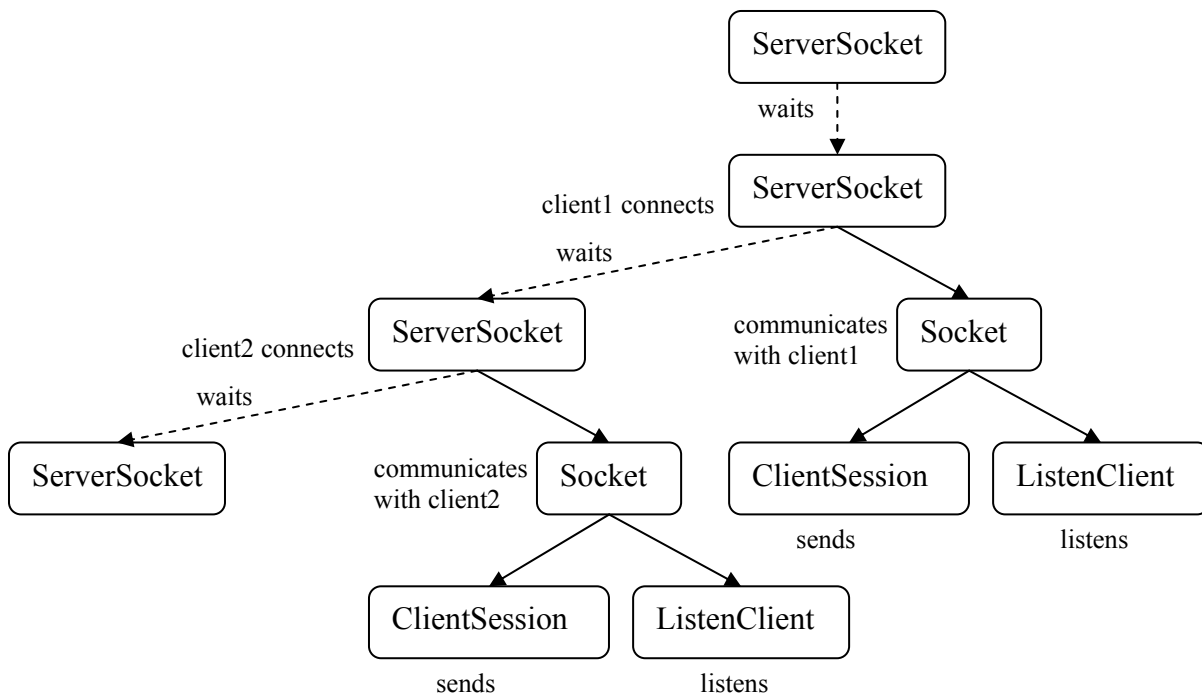 ServerSocket
waits
ServerSocket
client1 connects
waits
ServerSocket
communicates
with client1
Socket
client2 connects
waits
ServerSocket
communicates
with client2
Socket
ClientSession
ListenClient
sends
listens
ClientSession
ListenClient
sends
listens